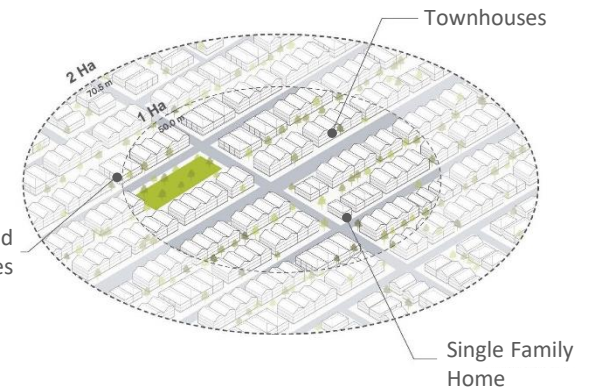 Townhouses
2 Ha
70.5 m
1 Ha
50.0 m
d
es
Single Family
Home